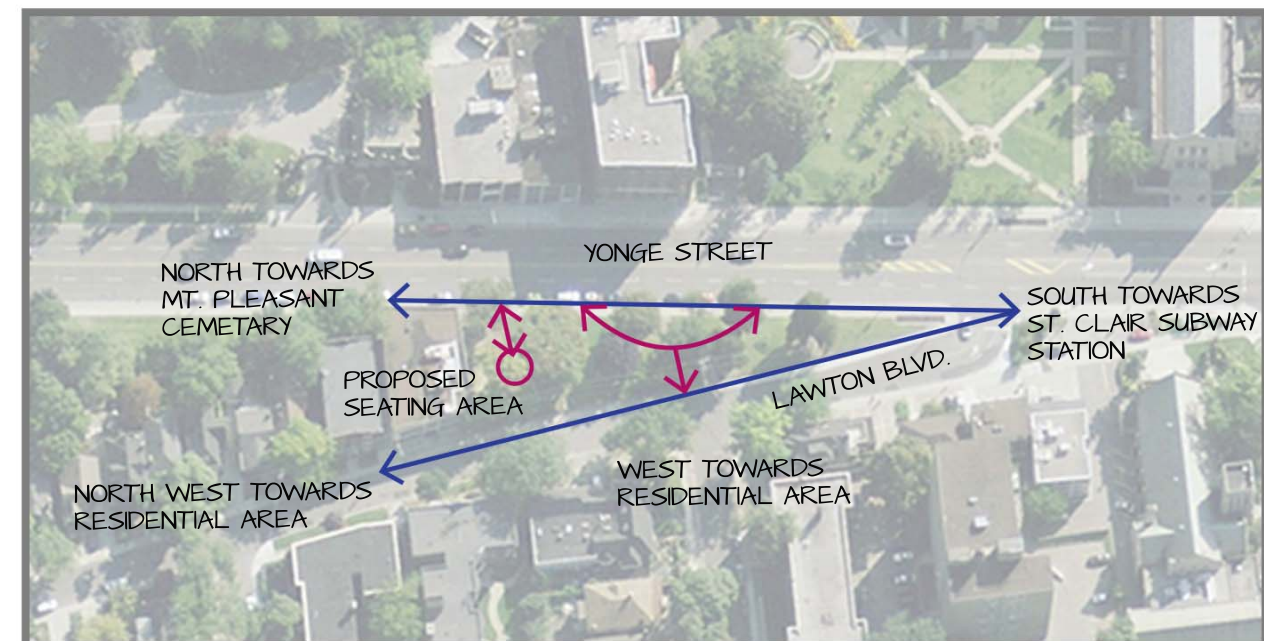 YONGE STREET
NORTH TOWARDS
MT. PLEASANT
CEMETARY
SOUTH TOWARDS
ST. CLAIR SUBWAY
STATION
PROPOSED
SEATING AREA
LAWTON BLVD.
WEST TOWARDS
RESIDENTIAL AREA
NORTH WEST TOWARDS
RESIDENTIAL AREA